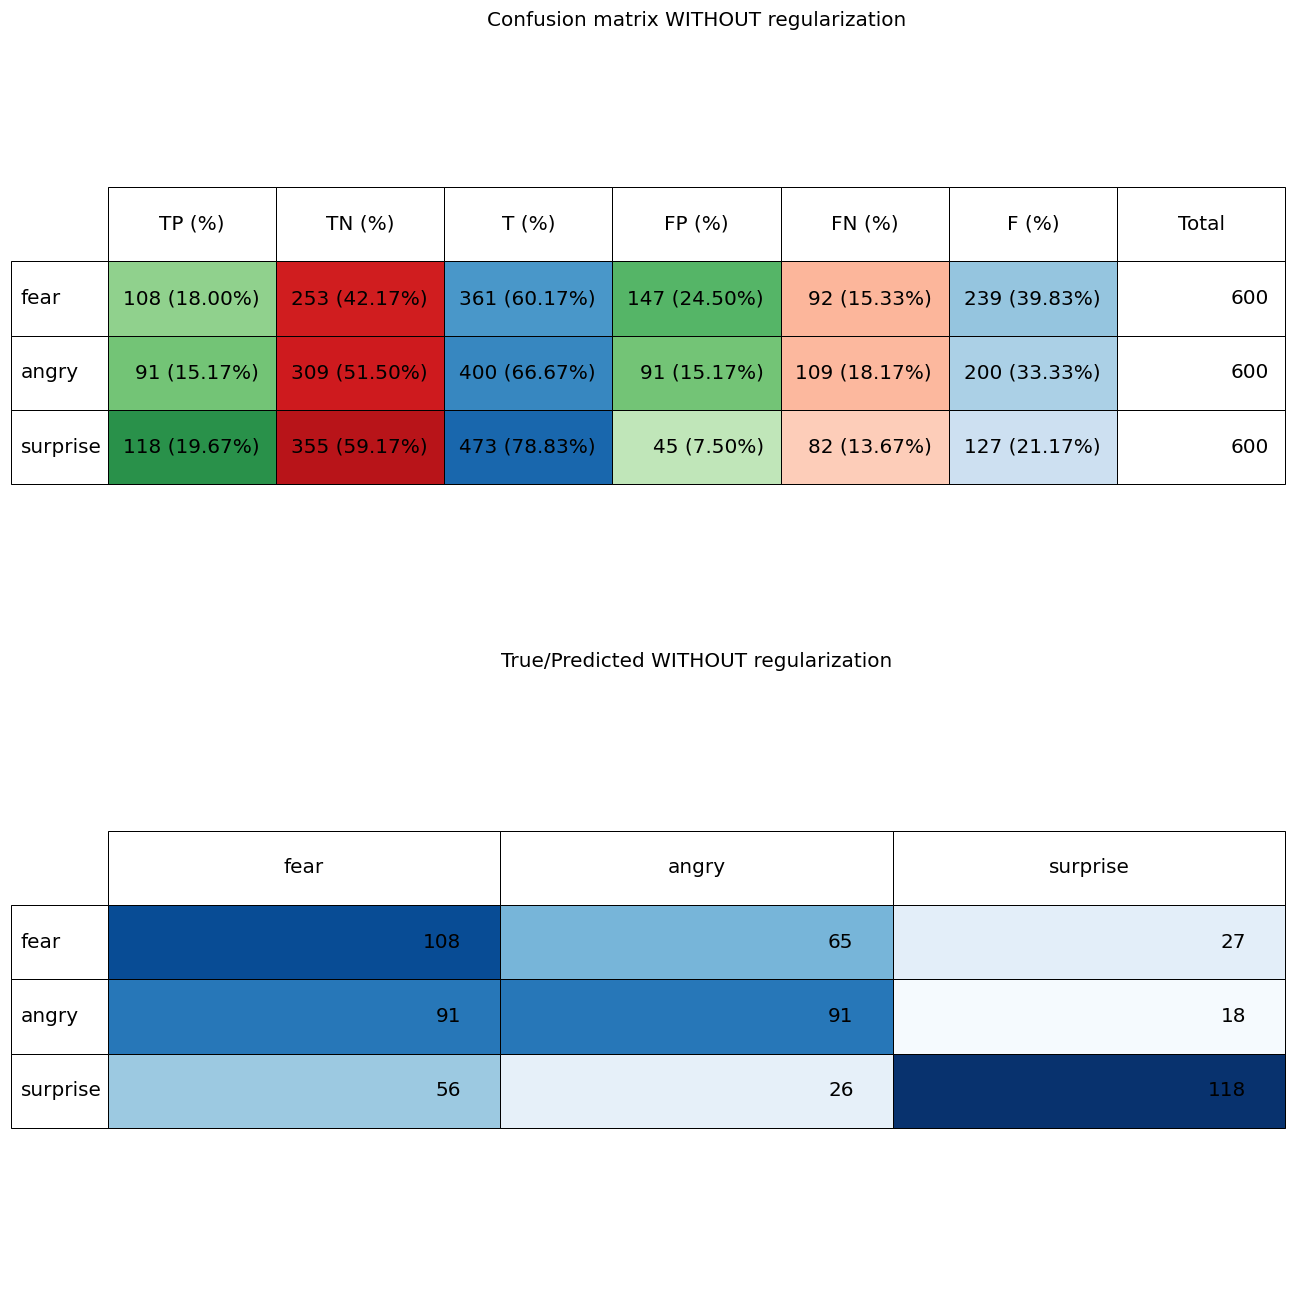 Confusion matrix WITHOUT regularization
TP (%) TN (%) T (%) FP (%) FN (%) F (%) Total
fear 108 (18.00%) 253 (42.17%) 361 (60.17%) 147 (24.50%) 92 (15.33%) 239 (39.83%) 600
angry 91 (15.17%) 309 (51.50%) 400 (66.67%) 91 (15.17%) 109 (18.17%) 200 (33.33%) 600
surprise 118 (19.67%) 355 (59.17%) 473 (78.83%) 45 (7.50%) 82 (13.67%) 127 (21.17%) 600
True/Predicted WITHOUT regularization
fear angry surprise
fear 108 65 27
angry 91 91 18
surprise 56 26 118